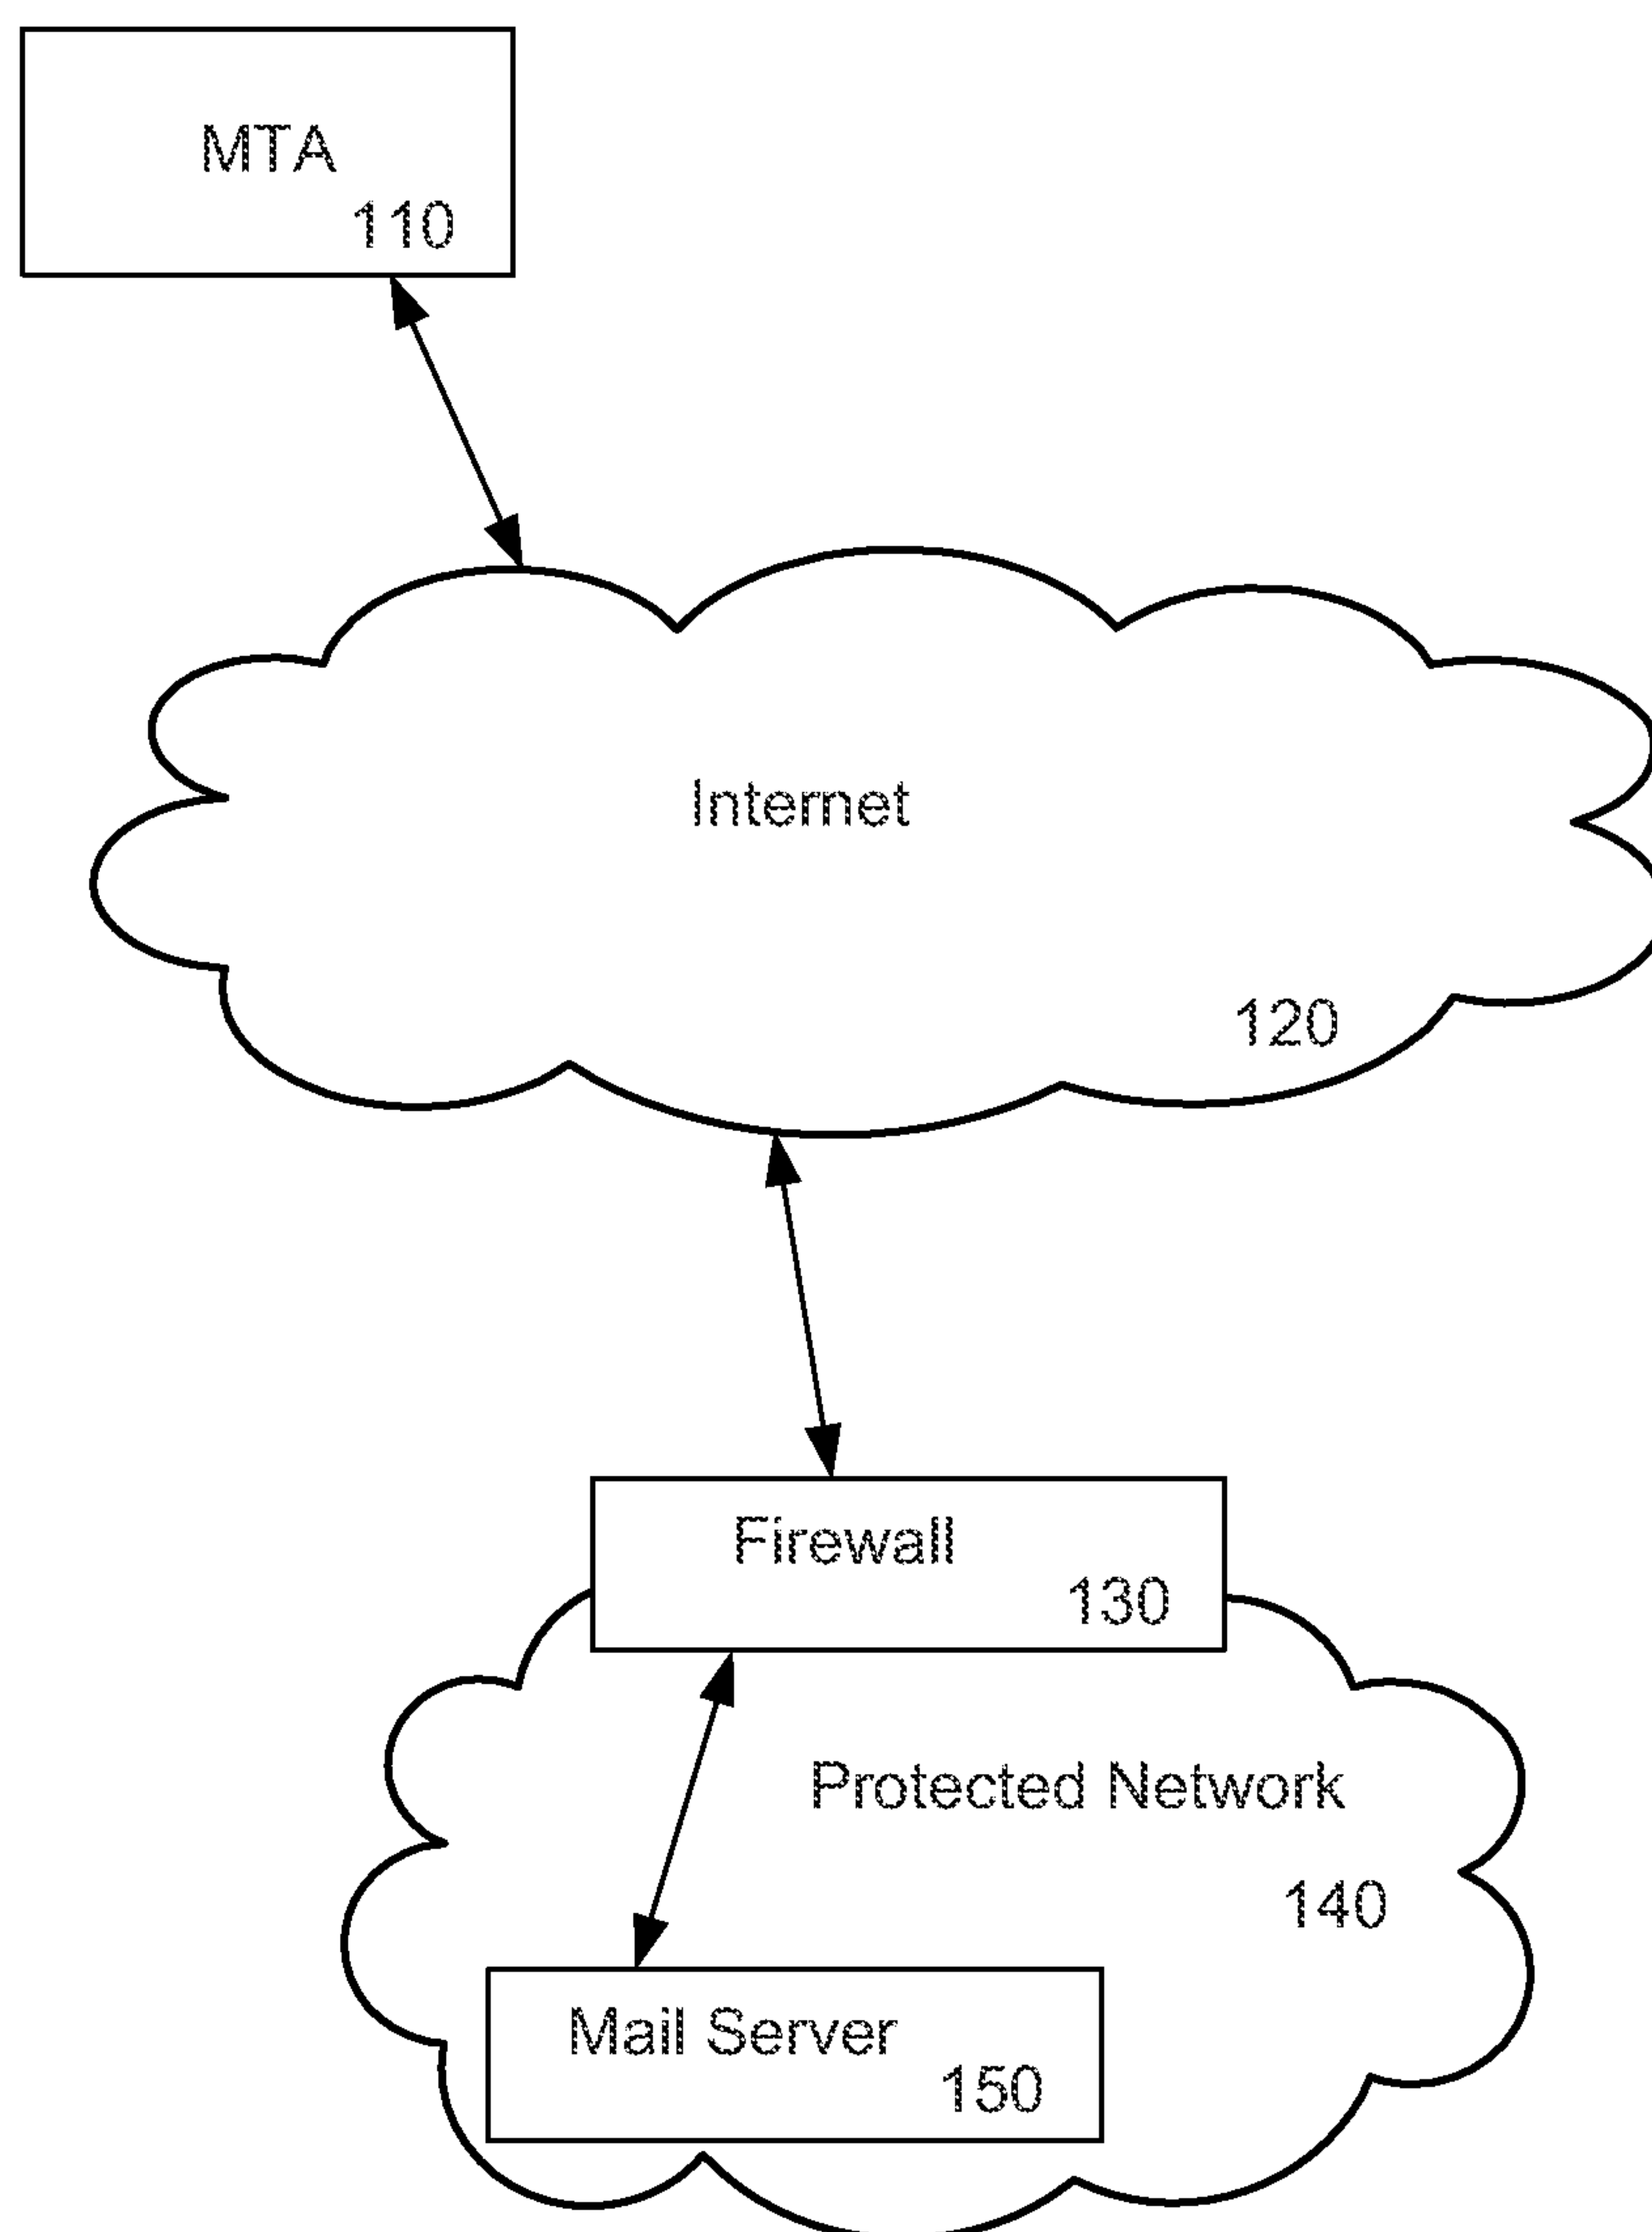 MTA
110
Internet
120
Firewall
130
Protected Network
140
Mail Server
150